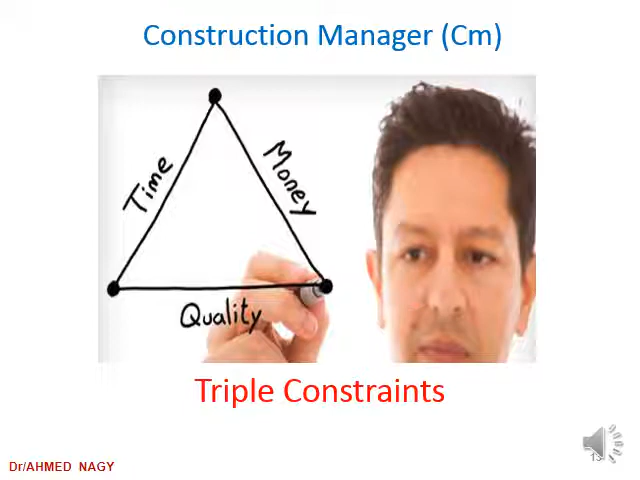 Construction Manager (Cm)
Time
Money
Quality
Triple Constraints
Dr/AHMED NAGY